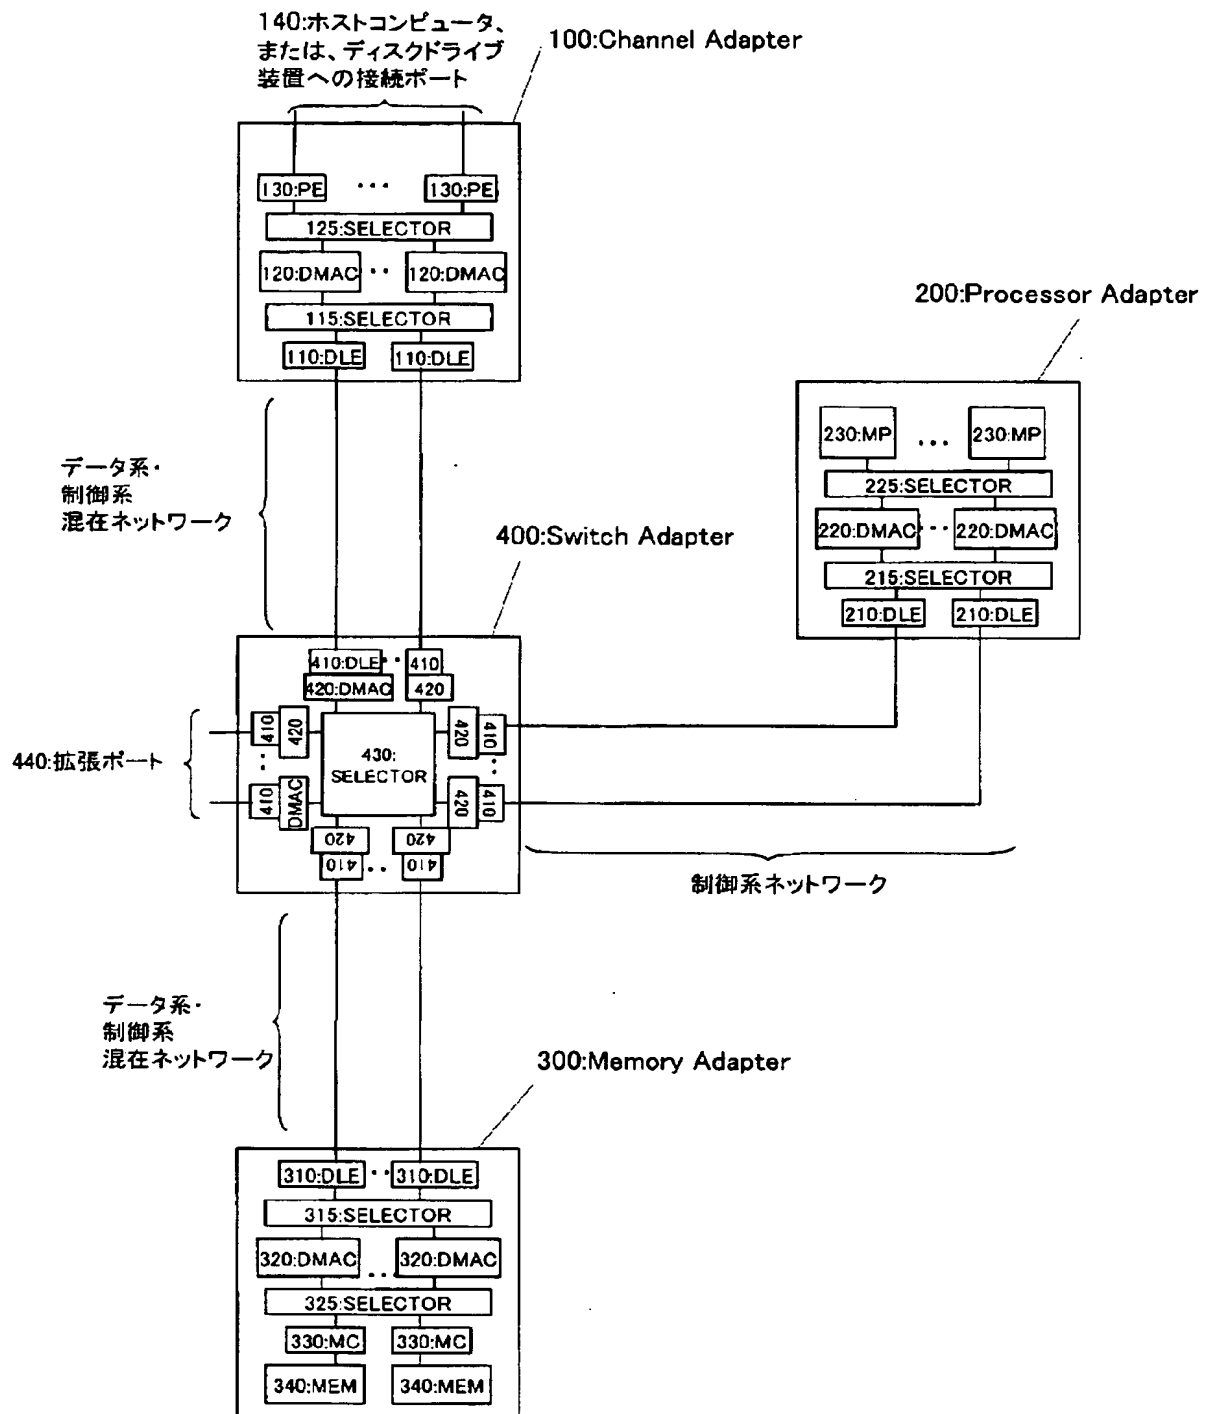 140:ホストコンピュータ、
または、ディスクドライブ
装置への接続ポート
100:Channel Adapter
130:PE ・・・ 130:PE
125:SELECTOR
120:DMAC ・・ 120:DMAC
115:SELECTOR
110:DLE 110:DLE
200:Processor Adapter
230:MP ・・・ 230:MP
225:SELECTOR
220:DMAC ・・・ 220:DMAC
215:SELECTOR
210:DLE 210:DLE
データ系・
制御系
混在ネットワーク
400:Switch Adapter
410:DLE ・・ 410
420:DMAC 420
410 420
420 410
440:拡張ポート
430:
SELECTOR
410 DMAC
420 410
420 420
410 ・・ 410
制御系ネットワーク
データ系・
制御系
混在ネットワーク
300:Memory Adapter
310:DLE ・・ 310:DLE
315:SELECTOR
320:DMAC ・・・ 320:DMAC
325:SELECTOR
330:MC 330:MC
340:MEM 340:MEM